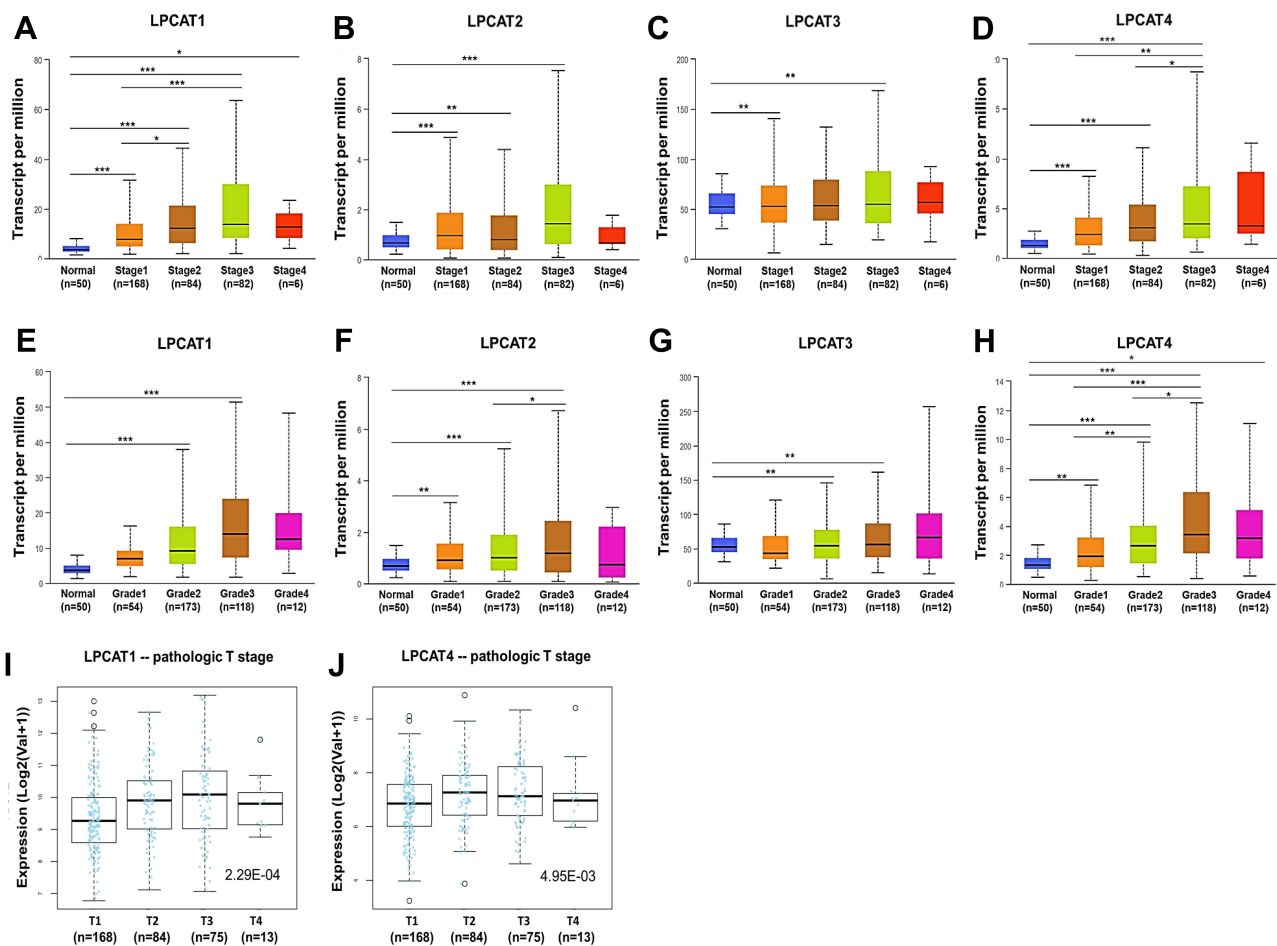 A
LPCAT1
Transcript per million
80
60
40
20
0
*
***
***
***
*
***
Normal Stage1 Stage2 Stage3 Stage4
(n=50) (n=168) (n=84) (n=82) (n=6)
B
LPCAT2
Transcript per million
8
6
4
2
0
***
**
***
Normal Stage1 Stage2 Stage3 Stage4
(n=50) (n=168) (n=84) (n=82) (n=6)
C
LPCAT3
Transcript per million
200
150
100
50
0
**
**
Normal Stage1 Stage2 Stage3 Stage4
(n=50) (n=168) (n=84) (n=82) (n=6)
D
LPCAT4
Transcript per million
0
5
0
5
0
***
**
*
***
***
Normal Stage1 Stage2 Stage3 Stage4
(n=50) (n=168) (n=84) (n=82) (n=6)
E
LPCAT1
Transcript per million
60
50
40
30
20
10
0
***
***
Normal Grade1 Grade2 Grade3 Grade4
(n=50) (n=54) (n=173) (n=118) (n=12)
F
LPCAT2
Transcript per million
8
6
4
2
0
***
*
***
**
Normal Grade1 Grade2 Grade3 Grade4
(n=50) (n=54) (n=173) (n=118) (n=12)
G
LPCAT3
Transcript per million
300
250
200
150
100
50
0
**
**
Normal Grade1 Grade2 Grade3 Grade4
(n=50) (n=54) (n=173) (n=118) (n=12)
H
LPCAT4
Transcript per million
14
12
10
8
6
4
2
0
*
***
***
*
***
**
**
Normal Grade1 Grade2 Grade3 Grade4
(n=50) (n=54) (n=173) (n=118) (n=12)
I
LPCAT1 -- pathologic T stage
Expression (Log2(Val+1))
13
12
11
10
9
8
7
2.29E-04
T1 T2 T3 T4
(n=168) (n=84) (n=75) (n=13)
J
LPCAT4 -- pathologic T stage
Expression (Log2(Val+1))
10
8
6
4
4.95E-03
T1 T2 T3 T4
(n=168) (n=84) (n=75) (n=13)